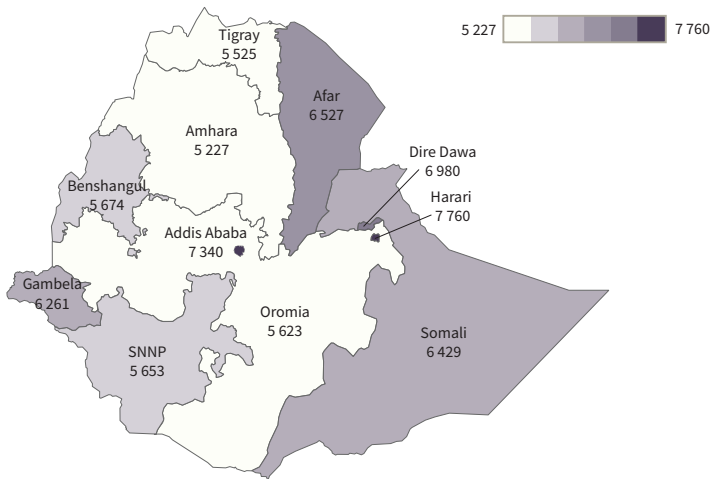 5 227
7 760
Tigray
5 525
Afar
6 527
Amhara
5 227
Dire Dawa
6 980
Harari
7 760
Benshangul
5 674
Addis Ababa
7 340
Gambela
6 261
Oromia
5 623
Somali
6 429
SNNP
5 653